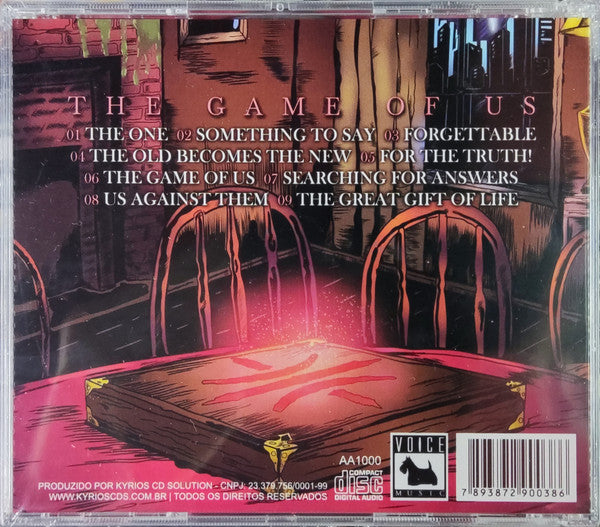 THE GAME OF US
01 THE ONE 02 SOMETHING TO SAY 03 FORGETTABLE
04 THE OLD BECOMES THE NEW 05 FOR THE TRUTH!
06 THE GAME OF US 07 SEARCHING FOR ANSWERS
08 US AGAINST THEM 09 THE GREAT GIFT OF LIFE
AA1000
COMPACT
disc
DIGITAL AUDIO
VOICE
MUSIC
7 893872 900386
PRODUZIDO POR KYRIOS CD SOLUTION - CNPJ: 23.379.756/0001-99
WWW.KYRIOSCDS.COM.BR | TODOS OS DIREITOS RESERVADOS